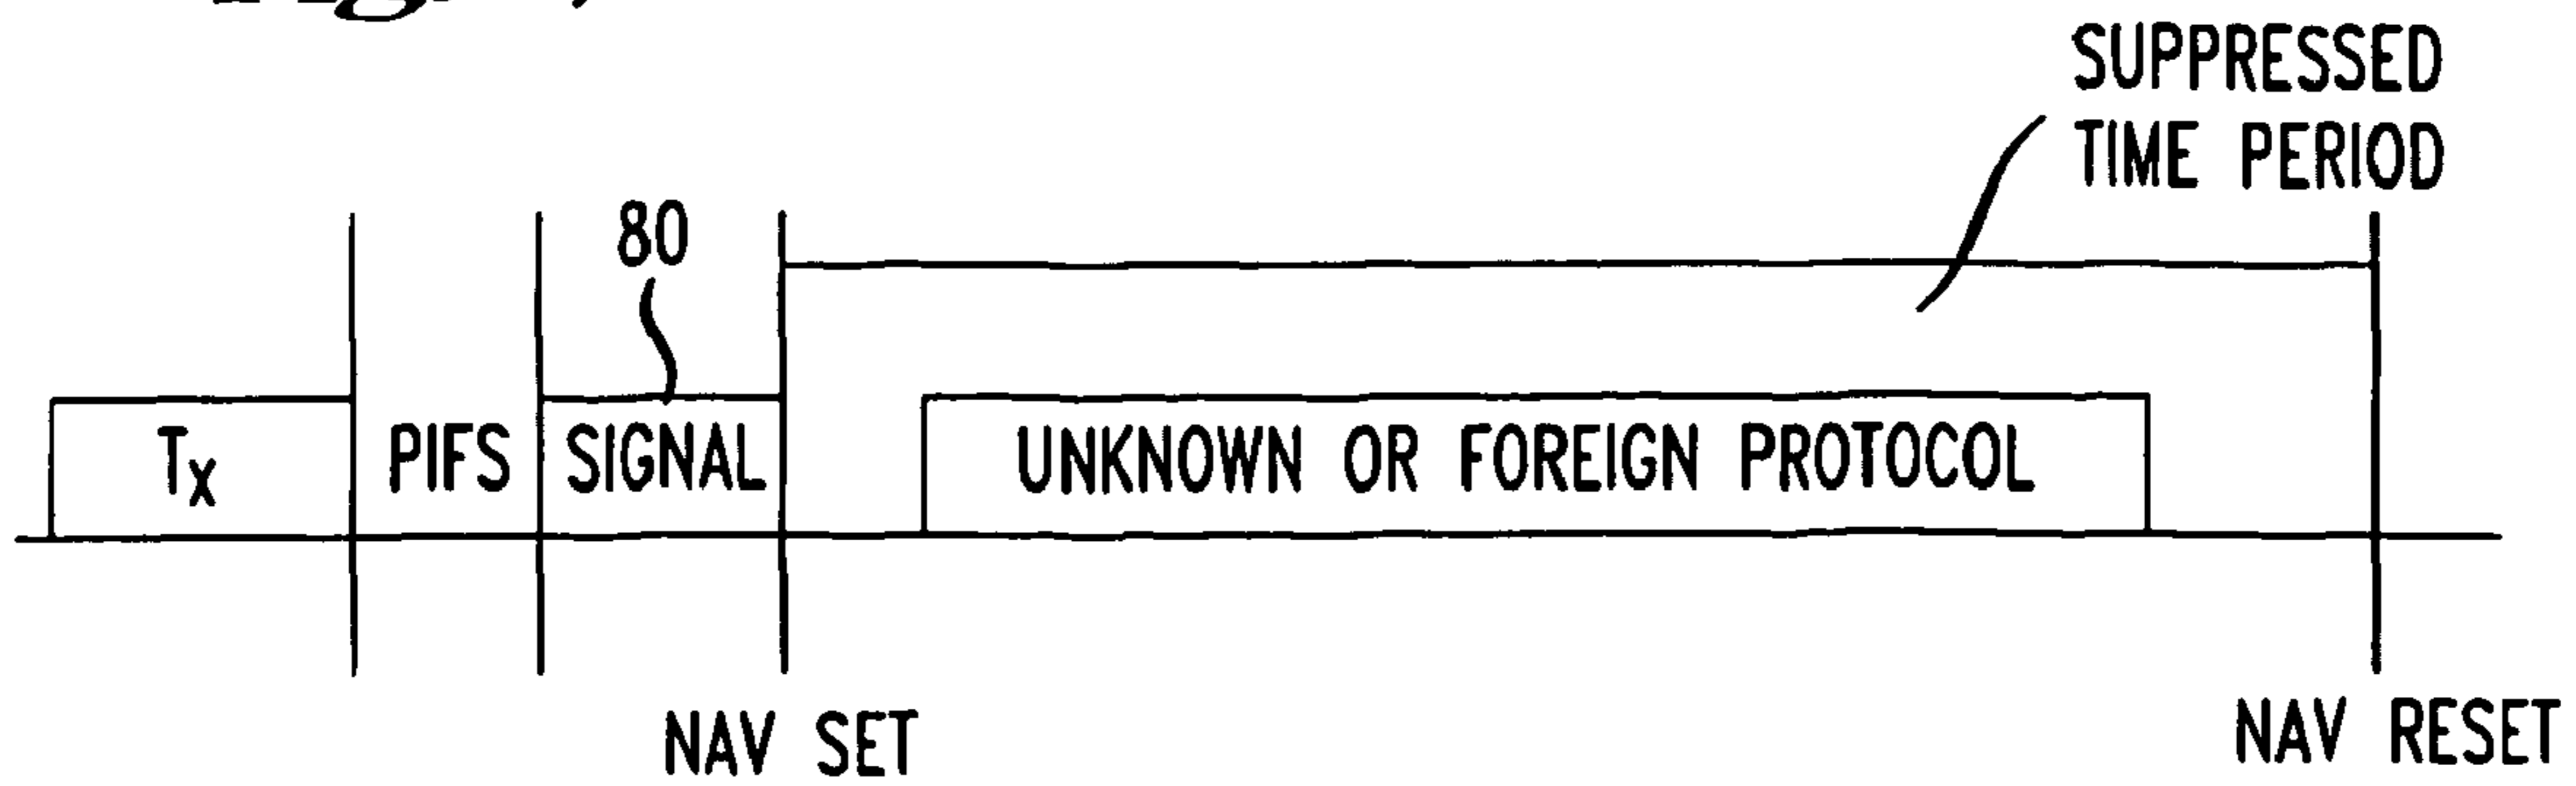 SUPPRESSED
TIME PERIOD
80
Tx
PIFS
SIGNAL
UNKNOWN OR FOREIGN PROTOCOL
NAV SET
NAV RESET